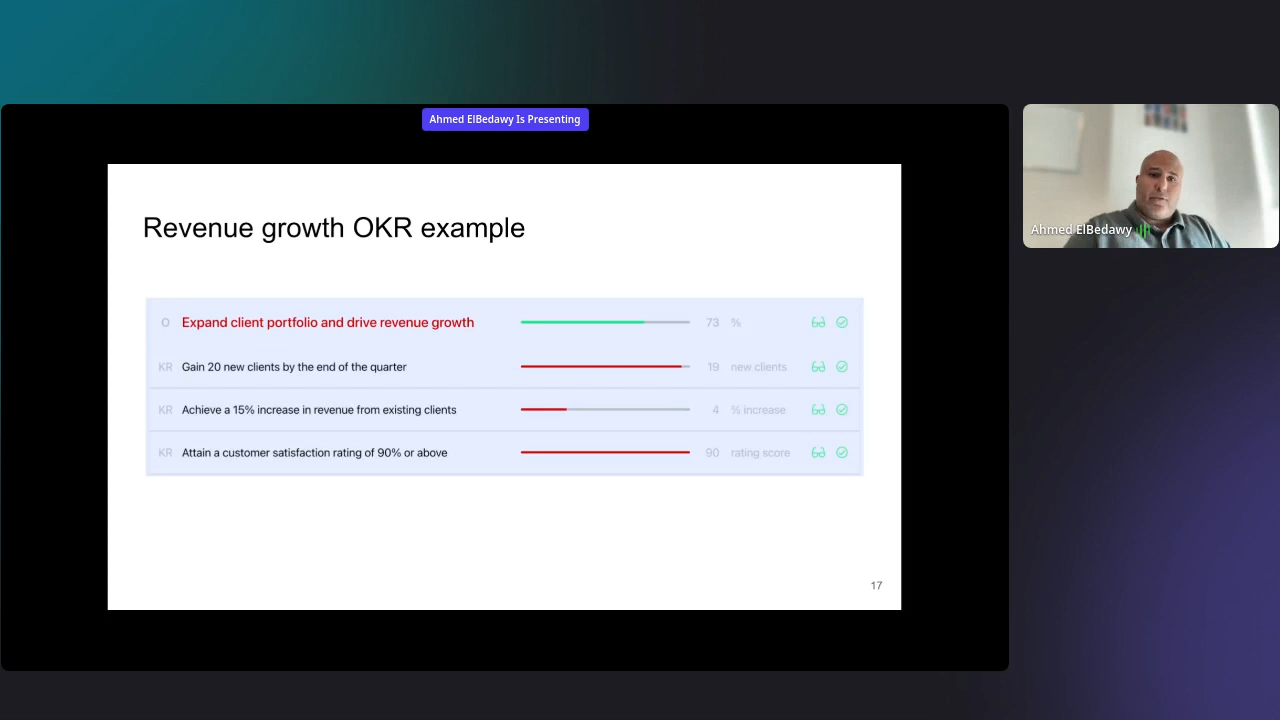 Ahmed ElBedawy Is Presenting
Revenue growth OKR example
O Expand client portfolio and drive revenue growth 73 %
KR Gain 20 new clients by the end of the quarter 19 new clients
KR Achieve a 15% increase in revenue from existing clients 4 % increase
KR Attain a customer satisfaction rating of 90% or above 90 rating score
17
Ahmed ElBedawy